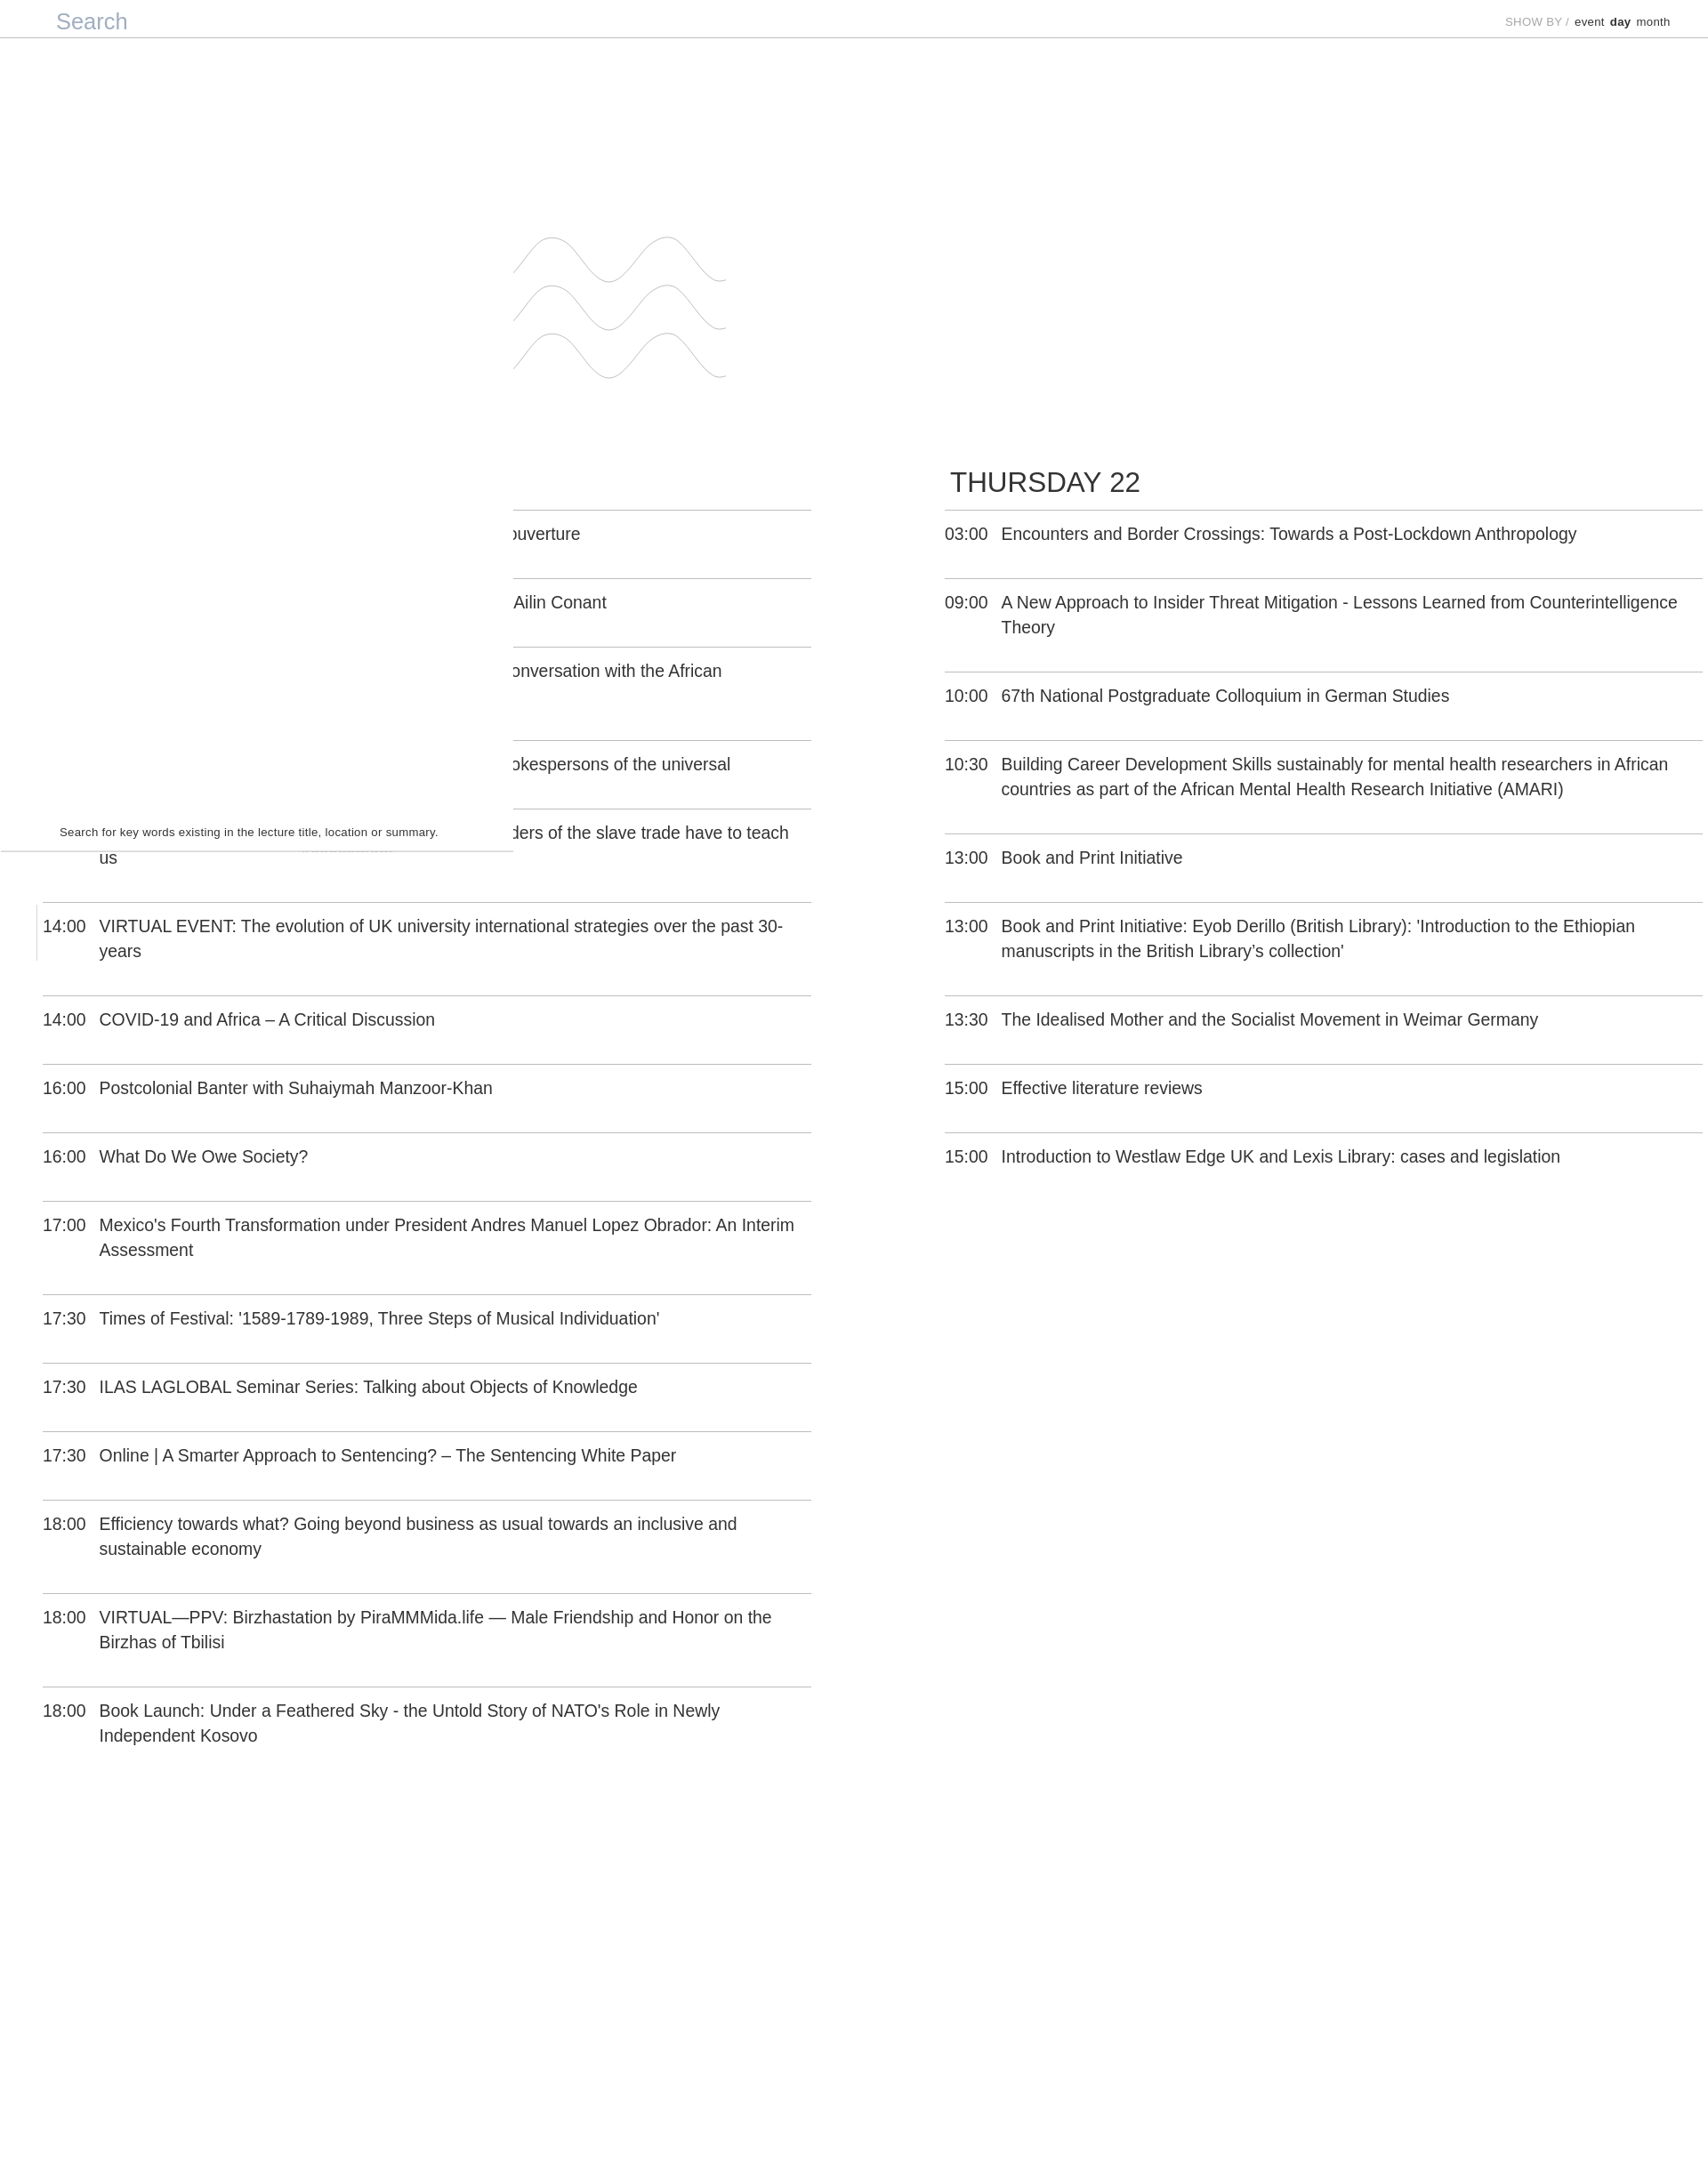 Search
SHOW BY / event day month
Ailin Conant
with the African
of the universal
Search for key words existing in the lecture title, location or summary.
of the slave trade have to teach
us
14:00 VIRTUAL EVENT: The evolution of UK university international strategies over the past 30-
years
14:00 COVID-19 and Africa – A Critical Discussion
16:00 Postcolonial Banter with Suhaiymah Manzoor-Khan
16:00 What Do We Owe Society?
17:00 Mexico's Fourth Transformation under President Andres Manuel Lopez Obrador: An Interim
Assessment
17:30 Times of Festival: '1589-1789-1989, Three Steps of Musical Individuation'
17:30 ILAS LAGLOBAL Seminar Series: Talking about Objects of Knowledge
17:30 Online | A Smarter Approach to Sentencing? – The Sentencing White Paper
18:00 Efficiency towards what? Going beyond business as usual towards an inclusive and
sustainable economy
18:00 VIRTUAL—PPV: Birzhastation by PiraMMMida.life — Male Friendship and Honor on the
Birzhas of Tbilisi
18:00 Book Launch: Under a Feathered Sky - the Untold Story of NATO's Role in Newly
Independent Kosovo
THURSDAY 22
03:00 Encounters and Border Crossings: Towards a Post-Lockdown Anthropology
09:00 A New Approach to Insider Threat Mitigation - Lessons Learned from Counterintelligence
Theory
10:00 67th National Postgraduate Colloquium in German Studies
10:30 Building Career Development Skills sustainably for mental health researchers in African
countries as part of the African Mental Health Research Initiative (AMARI)
13:00 Book and Print Initiative
13:00 Book and Print Initiative: Eyob Derillo (British Library): 'Introduction to the Ethiopian
manuscripts in the British Library’s collection'
13:30 The Idealised Mother and the Socialist Movement in Weimar Germany
15:00 Effective literature reviews
15:00 Introduction to Westlaw Edge UK and Lexis Library: cases and legislation